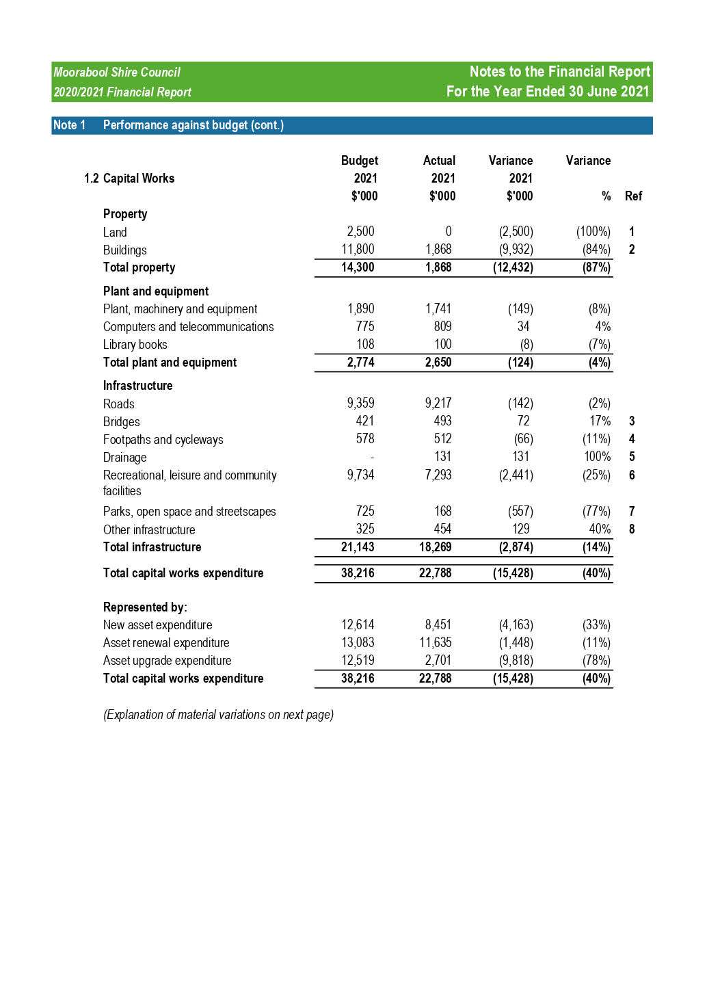 Moorabool Shire Council Notes to the Financial Report
2020/2021 Financial Report For the Year Ended 30 June 2021
Note 1 Performance against budget (cont.)
Budget Actual Variance Variance
1.2 Capital Works 2021 2021 2021
$'000 $'000 $'000 % Ref
Property
Land 2,500 0 (2,500) (100%) 1
Buildings 11,800 1,868 (9,932) (84%) 2
Total property 14,300 1,868 (12,432) (87%)
Plant and equipment
Plant, machinery and equipment 1,890 1,741 (149) (8%)
Computers and telecommunications 775 809 34 4%
Library books 108 100 (8) (7%)
Total plant and equipment 2,774 2,650 (124) (4%)
Infrastructure
Roads 9,359 9,217 (142) (2%)
Bridges 421 493 72 17% 3
Footpaths and cycleways 578 512 (66) (11%) 4
Drainage - 131 131 100% 5
Recreational, leisure and community 9,734 7,293 (2,441) (25%) 6
facilities
Parks, open space and streetscapes 725 168 (557) (77%) 7
Other infrastructure 325 454 129 40% 8
Total infrastructure 21,143 18,269 (2,874) (14%)
Total capital works expenditure 38,216 22,788 (15,428) (40%)
Represented by:
New asset expenditure 12,614 8,451 (4,163) (33%)
Asset renewal expenditure 13,083 11,635 (1,448) (11%)
Asset upgrade expenditure 12,519 2,701 (9,818) (78%)
Total capital works expenditure 38,216 22,788 (15,428) (40%)
(Explanation of material variations on next page)